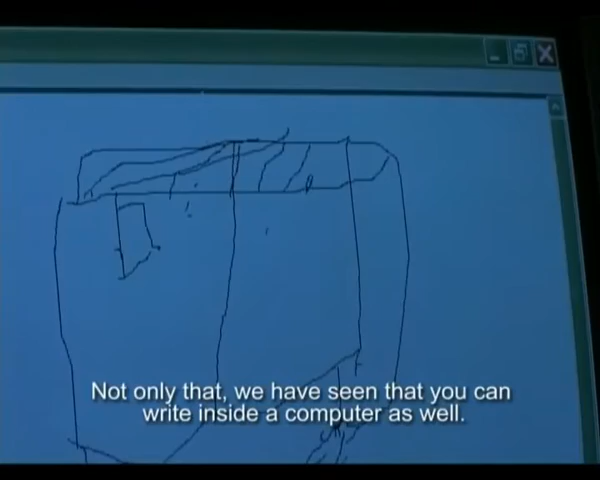 Not only that, we have seen that you can
write inside a computer as well.